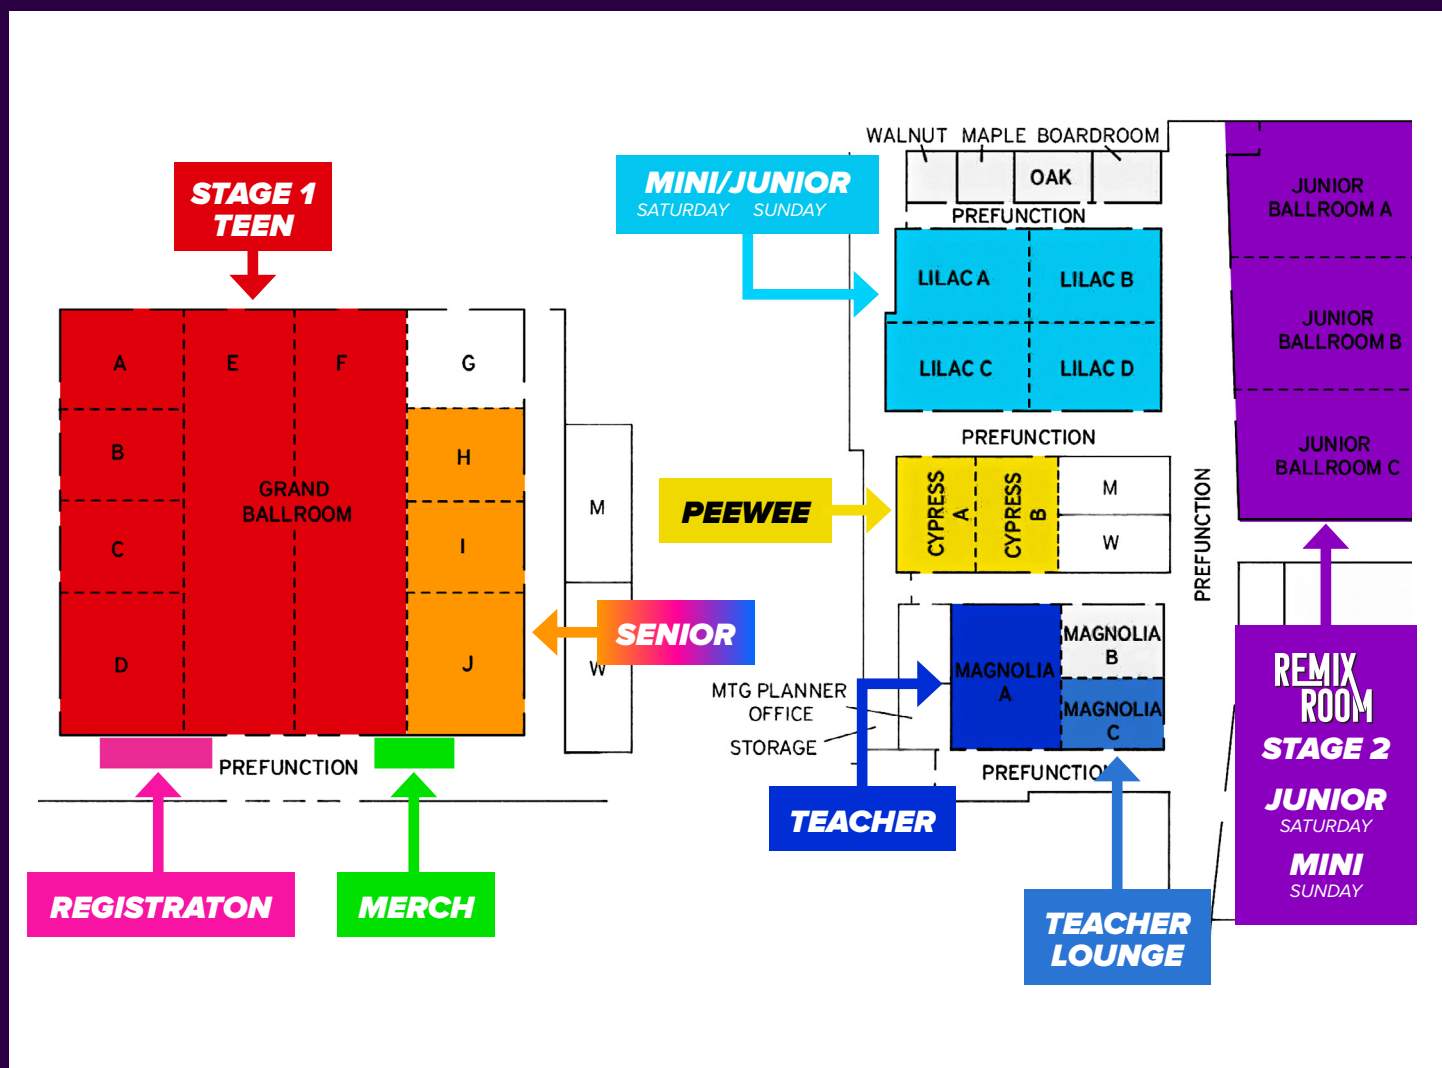 STAGE 1
TEEN
A
E
F
G
B
H
GRAND
BALLROOM
C
I
D
J
M
W
SENIOR
PREFUNCTION
REGISTRATON
MERCH
MINI/JUNIOR
SATURDAY SUNDAY
WALNUT MAPLE BOARDROOM
OAK
PREFUNCTION
LILAC A
LILAC B
LILAC C
LILAC D
PREFUNCTION
PEEWEE
CYPRESS
A
CYPRESS
B
M
W
PREFUNCTION
MAGNOLIA
A
MAGNOLIA
B
MAGNOLIA
C
MTG PLANNER
OFFICE
STORAGE
PREFUNCTION
TEACHER
TEACHER
LOUNGE
JUNIOR
BALLROOM A
JUNIOR
BALLROOM B
JUNIOR
BALLROOM C
REMIX
ROOM
STAGE 2
JUNIOR
SATURDAY
MINI
SUNDAY